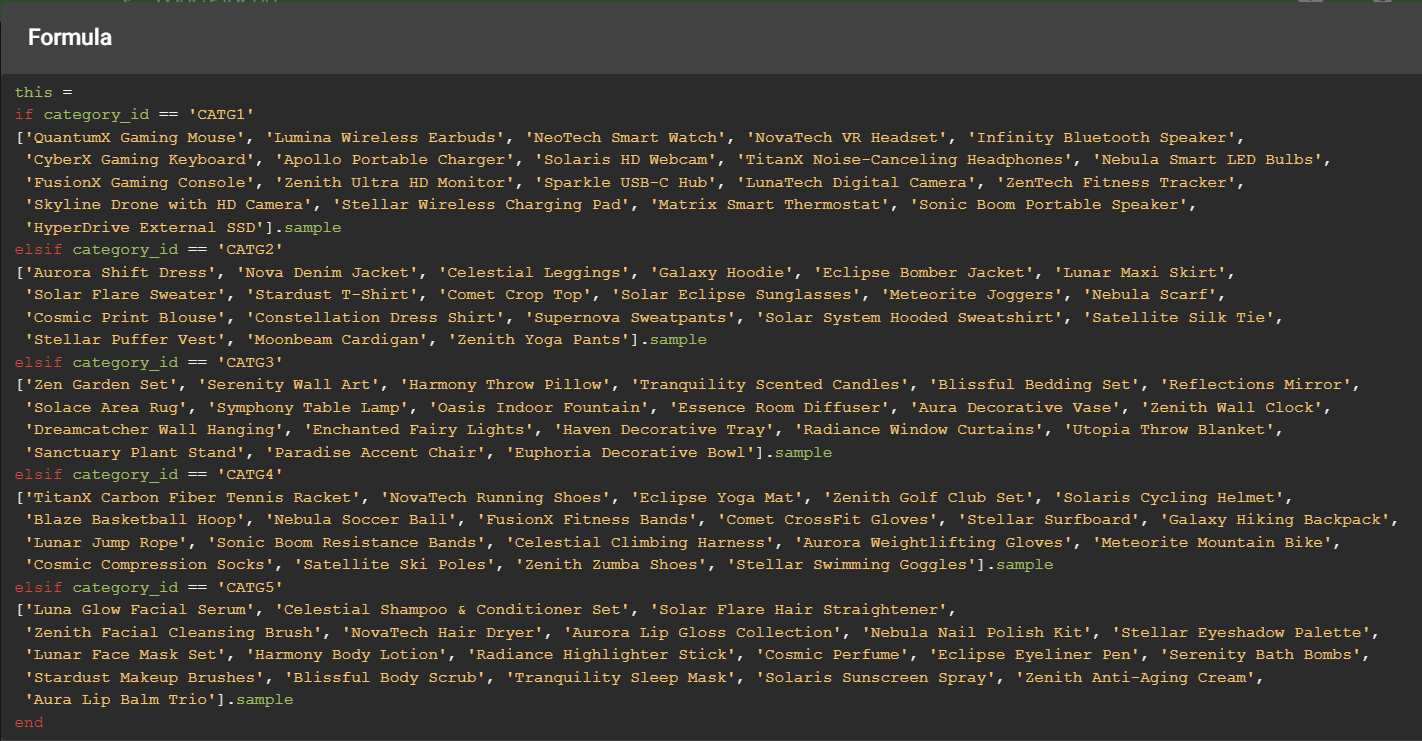 Formula
this =
if category_id == 'CATG1'
['QuantumX Gaming Mouse', 'Lumina Wireless Earbuds', 'NeoTech Smart Watch', 'NovaTech VR Headset', 'Infinity Bluetooth Speaker',
'CyberX Gaming Keyboard', 'Apollo Portable Charger', 'Solaris HD Webcam', 'TitanX Noise-Canceling Headphones', 'Nebula Smart LED Bulbs',
'FusionX Gaming Console', 'Zenith Ultra HD Monitor', 'Sparkle USB-C Hub', 'LunaTech Digital Camera', 'ZenTech Fitness Tracker',
'Skyline Drone with HD Camera', 'Stellar Wireless Charging Pad', 'Matrix Smart Thermostat', 'Sonic Boom Portable Speaker',
'HyperDrive External SSD'].sample
elsif category_id == 'CATG2'
['Aurora Shift Dress', 'Nova Denim Jacket', 'Celestial Leggings', 'Galaxy Hoodie', 'Eclipse Bomber Jacket', 'Lunar Maxi Skirt',
'Solar Flare Sweater', 'Stardust T-Shirt', 'Comet Crop Top', 'Solar Eclipse Sunglasses', 'Meteorite Joggers', 'Nebula Scarf',
'Cosmic Print Blouse', 'Constellation Dress Shirt', 'Supernova Sweatpants', 'Solar System Hooded Sweatshirt', 'Satellite Silk Tie',
'Stellar Puffer Vest', 'Moonbeam Cardigan', 'Zenith Yoga Pants'].sample
elsif category_id == 'CATG3'
['Zen Garden Set', 'Serenity Wall Art', 'Harmony Throw Pillow', 'Tranquility Scented Candles', 'Blissful Bedding Set', 'Reflections Mirror',
'Solace Area Rug', 'Symphony Table Lamp', 'Oasis Indoor Fountain', 'Essence Room Diffuser', 'Aura Decorative Vase', 'Zenith Wall Clock',
'Dreamcatcher Wall Hanging', 'Enchanted Fairy Lights', 'Haven Decorative Tray', 'Radiance Window Curtains', 'Utopia Throw Blanket',
'Sanctuary Plant Stand', 'Paradise Accent Chair', 'Euphoria Decorative Bowl'].sample
elsif category_id == 'CATG4'
['TitanX Carbon Fiber Tennis Racket', 'NovaTech Running Shoes', 'Eclipse Yoga Mat', 'Zenith Golf Club Set', 'Solaris Cycling Helmet',
'Blaze Basketball Hoop', 'Nebula Soccer Ball', 'FusionX Fitness Bands', 'Comet CrossFit Gloves', 'Stellar Surfboard', 'Galaxy Hiking Backpack',
'Lunar Jump Rope', 'Sonic Boom Resistance Bands', 'Celestial Climbing Harness', 'Aurora Weightlifting Gloves', 'Meteorite Mountain Bike',
'Cosmic Compression Socks', 'Satellite Ski Poles', 'Zenith Zumba Shoes', 'Stellar Swimming Goggles'].sample
elsif category_id == 'CATG5'
['Luna Glow Facial Serum', 'Celestial Shampoo & Conditioner Set', 'Solar Flare Hair Straightener',
'Zenith Facial Cleansing Brush', 'NovaTech Hair Dryer', 'Aurora Lip Gloss Collection', 'Nebula Nail Polish Kit', 'Stellar Eyeshadow Palette',
'Lunar Face Mask Set', 'Harmony Body Lotion', 'Radiance Highlighter Stick', 'Cosmic Perfume', 'Eclipse Eyeliner Pen', 'Serenity Bath Bombs',
'Stardust Makeup Brushes', 'Blissful Body Scrub', 'Tranquility Sleep Mask', 'Solaris Sunscreen Spray', 'Zenith Anti-Aging Cream',
'Aura Lip Balm Trio'].sample
end